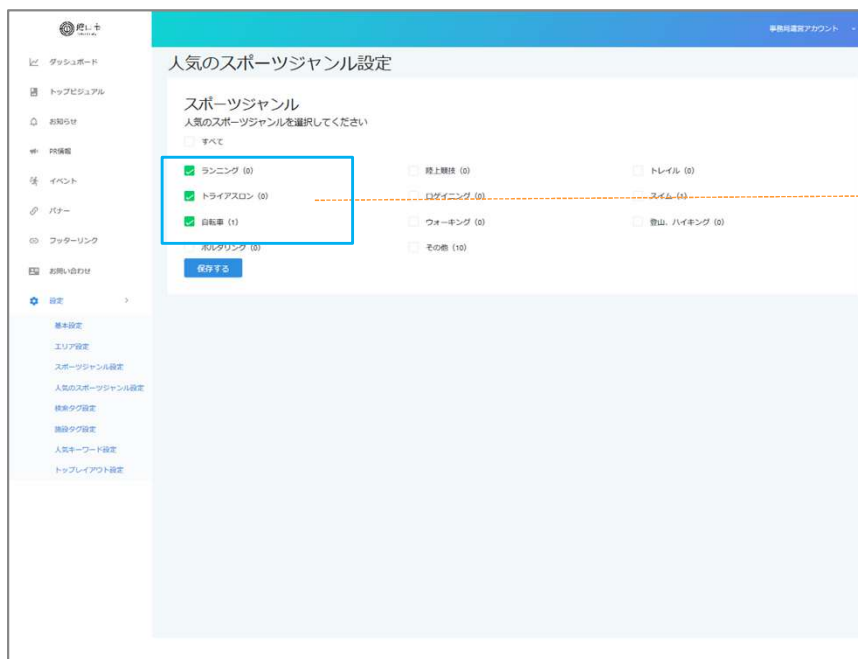 事務局運営アカウント
ダッシュボード
トップビジュアル
お知らせ
PR情報
イベント
バナー
フッターリンク
お問い合わせ
設定
基本設定
エリア設定
スポーツジャンル設定
人気のスポーツジャンル設定
検索タグ設定
施設タグ設定
人気キーワード設定
トップレイアウト設定
人気のスポーツジャンル設定
スポーツジャンル
人気のスポーツジャンルを選択してください
すべて
ランニング (0)
陸上競技 (0)
トレイル (0)
トライアスロン (0)
ロゲイニング (0)
スイム (1)
自転車 (1)
ウォーキング (0)
登山、ハイキング (0)
ボルダリング (0)
その他 (10)
保存する